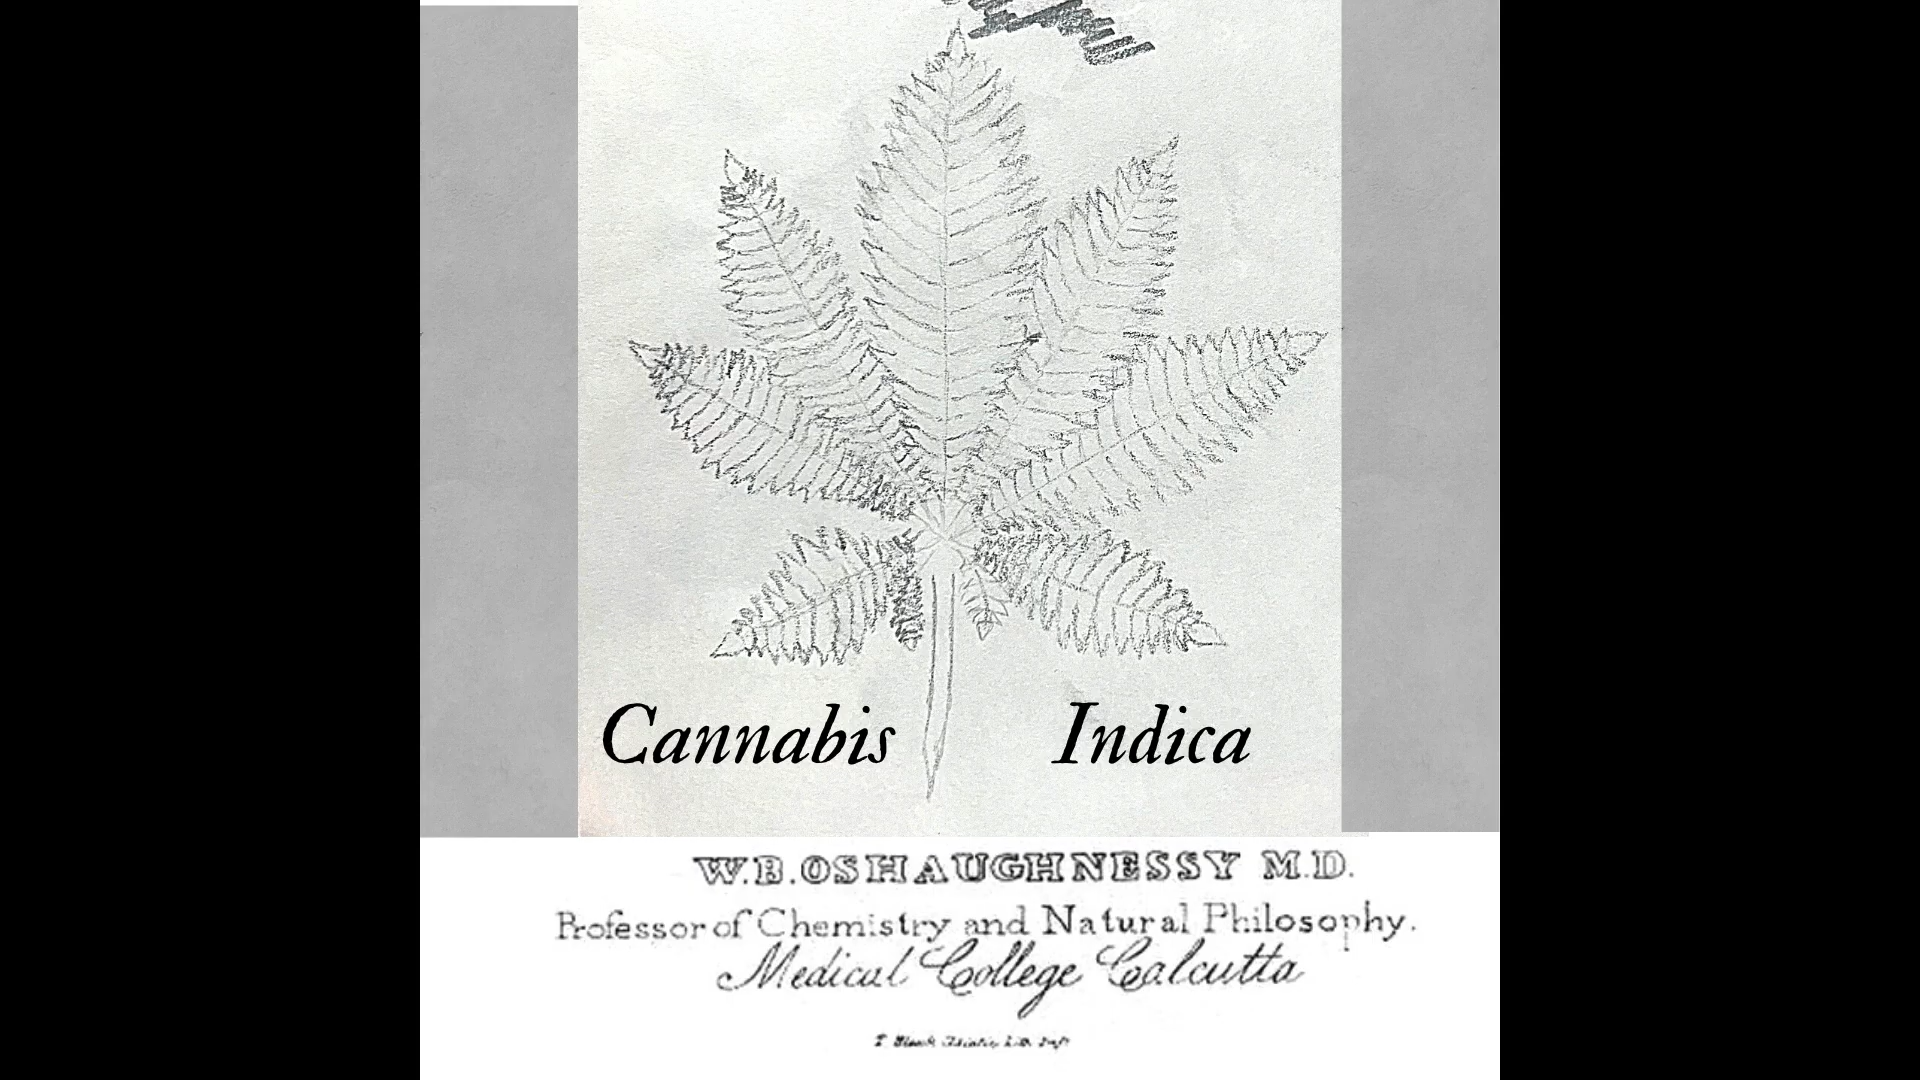 Cannabis Indica
W.B.OSHAUGHNESSY M.D.
Professor of Chemistry and Natural Philosophy.
Medical College Calcutta